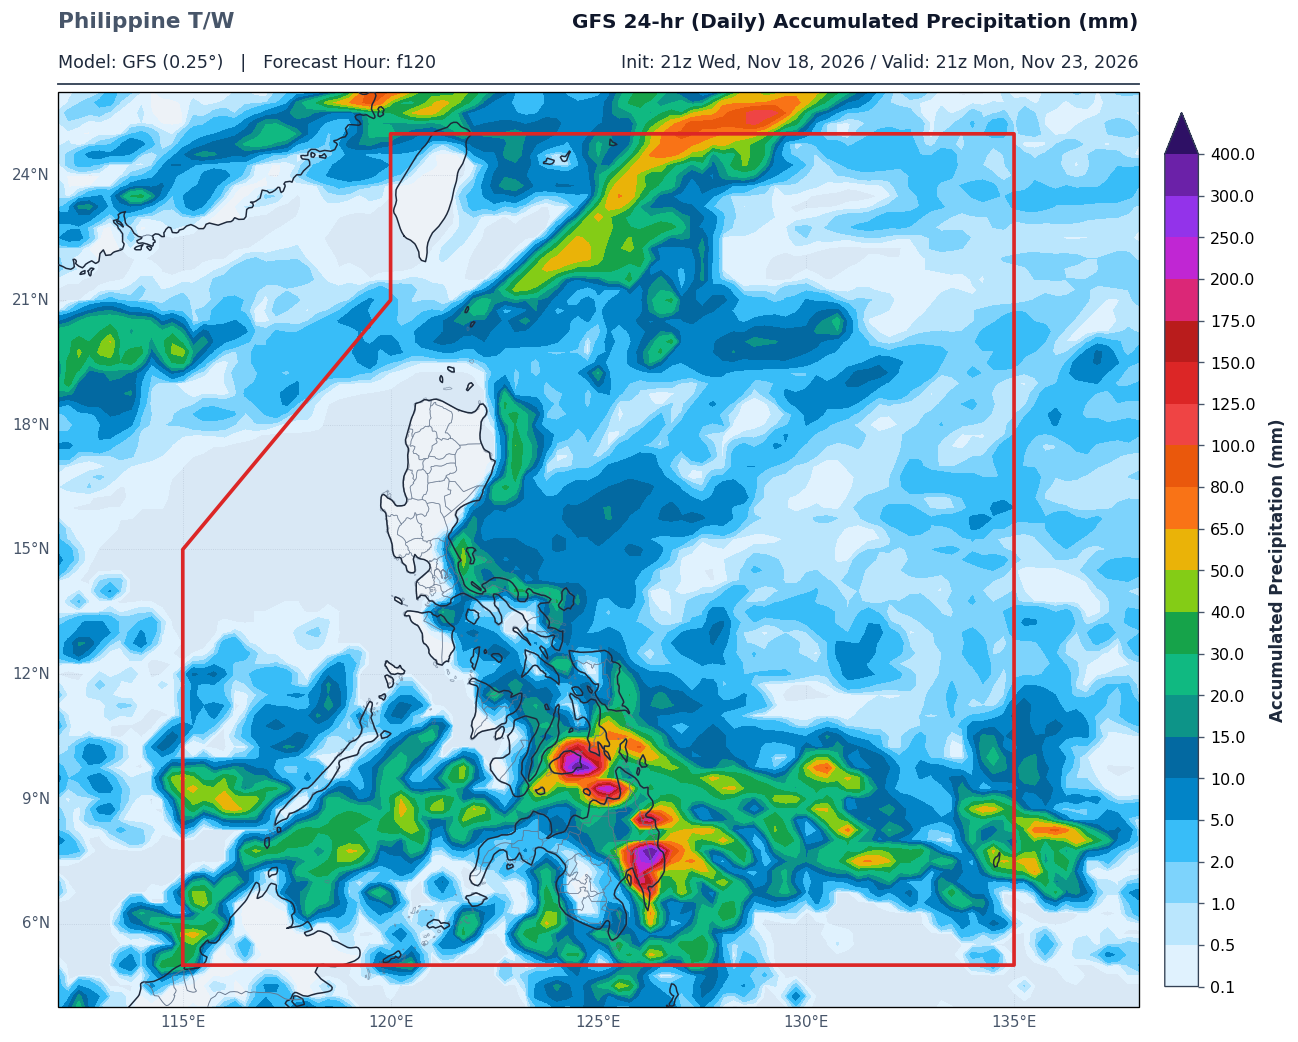 Philippine T/W
GFS 24-hr (Daily) Accumulated Precipitation (mm)
Model: GFS (0.25°) | Forecast Hour: f120
Init: 21z Wed, Nov 18, 2026 / Valid: 21z Mon, Nov 23, 2026
24°N
21°N
18°N
15°N
12°N
9°N
6°N
115°E
120°E
125°E
130°E
135°E
400.0
300.0
250.0
200.0
175.0
150.0
125.0
100.0
80.0
65.0
50.0
40.0
30.0
20.0
15.0
10.0
5.0
2.0
1.0
0.5
0.1
Accumulated Precipitation (mm)